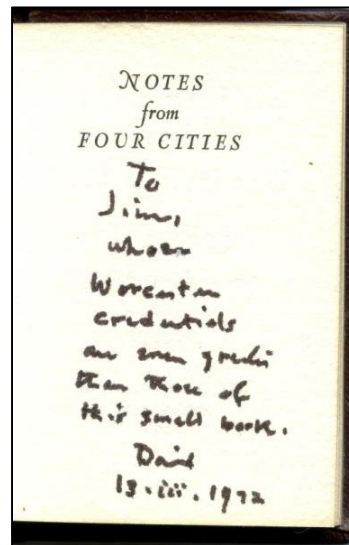 NOTES
from
FOUR CITIES
To
Jim,
whose
Worcester
credentials
are even greater
than those of
this small book.
David
13.iii.1972